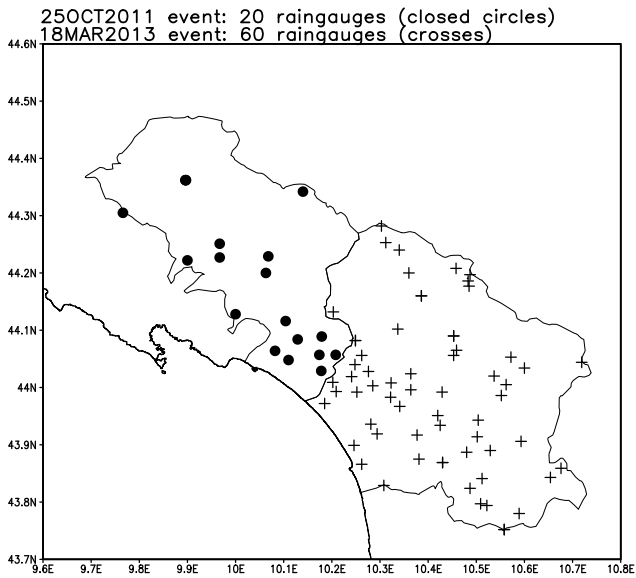 25OCT2011 event: 20 raingauges (closed circles)
18MAR2013 event: 60 raingauges (crosses)
44.6N
44.5N
44.4N
44.3N
44.2N
44.1N
44N
43.9N
43.8N
43.7N
9.6E 9.7E 9.8E 9.9E 10E 10.1E 10.2E 10.3E 10.4E 10.5E 10.6E 10.7E 10.8E